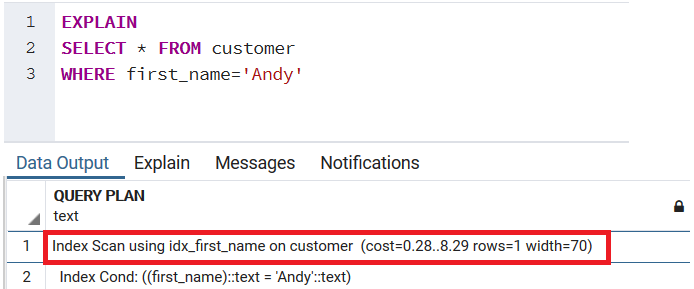 1 EXPLAIN
2 SELECT * FROM customer
3 WHERE first_name='Andy'
Data Output Explain Messages Notifications
QUERY PLAN
text
1 Index Scan using idx_first_name on customer (cost=0.28..8.29 rows=1 width=70)
2 Index Cond: ((first_name)::text = 'Andy'::text)